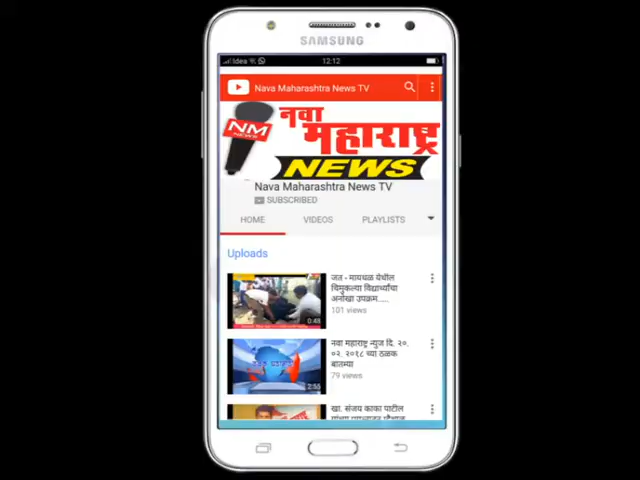 SAMSUNG
Idea
12:12
Nava Maharashtra News TV
नवा
NM
NEWS
महाराष्ट्र
NEWS
Nava Maharashtra News TV
SUBSCRIBED
HOME VIDEOS PLAYLISTS
Uploads
जत - मायथळ येथील
चिमुकल्या विद्यार्थ्यांचा
अनोखा उपक्रम.....
101 views
0:48
नवा महाराष्ट्र न्युज दि. २०.
०२. २०१८ च्या ठळक
बातम्या
79 views
2:55
खा. संजय काका पाटील